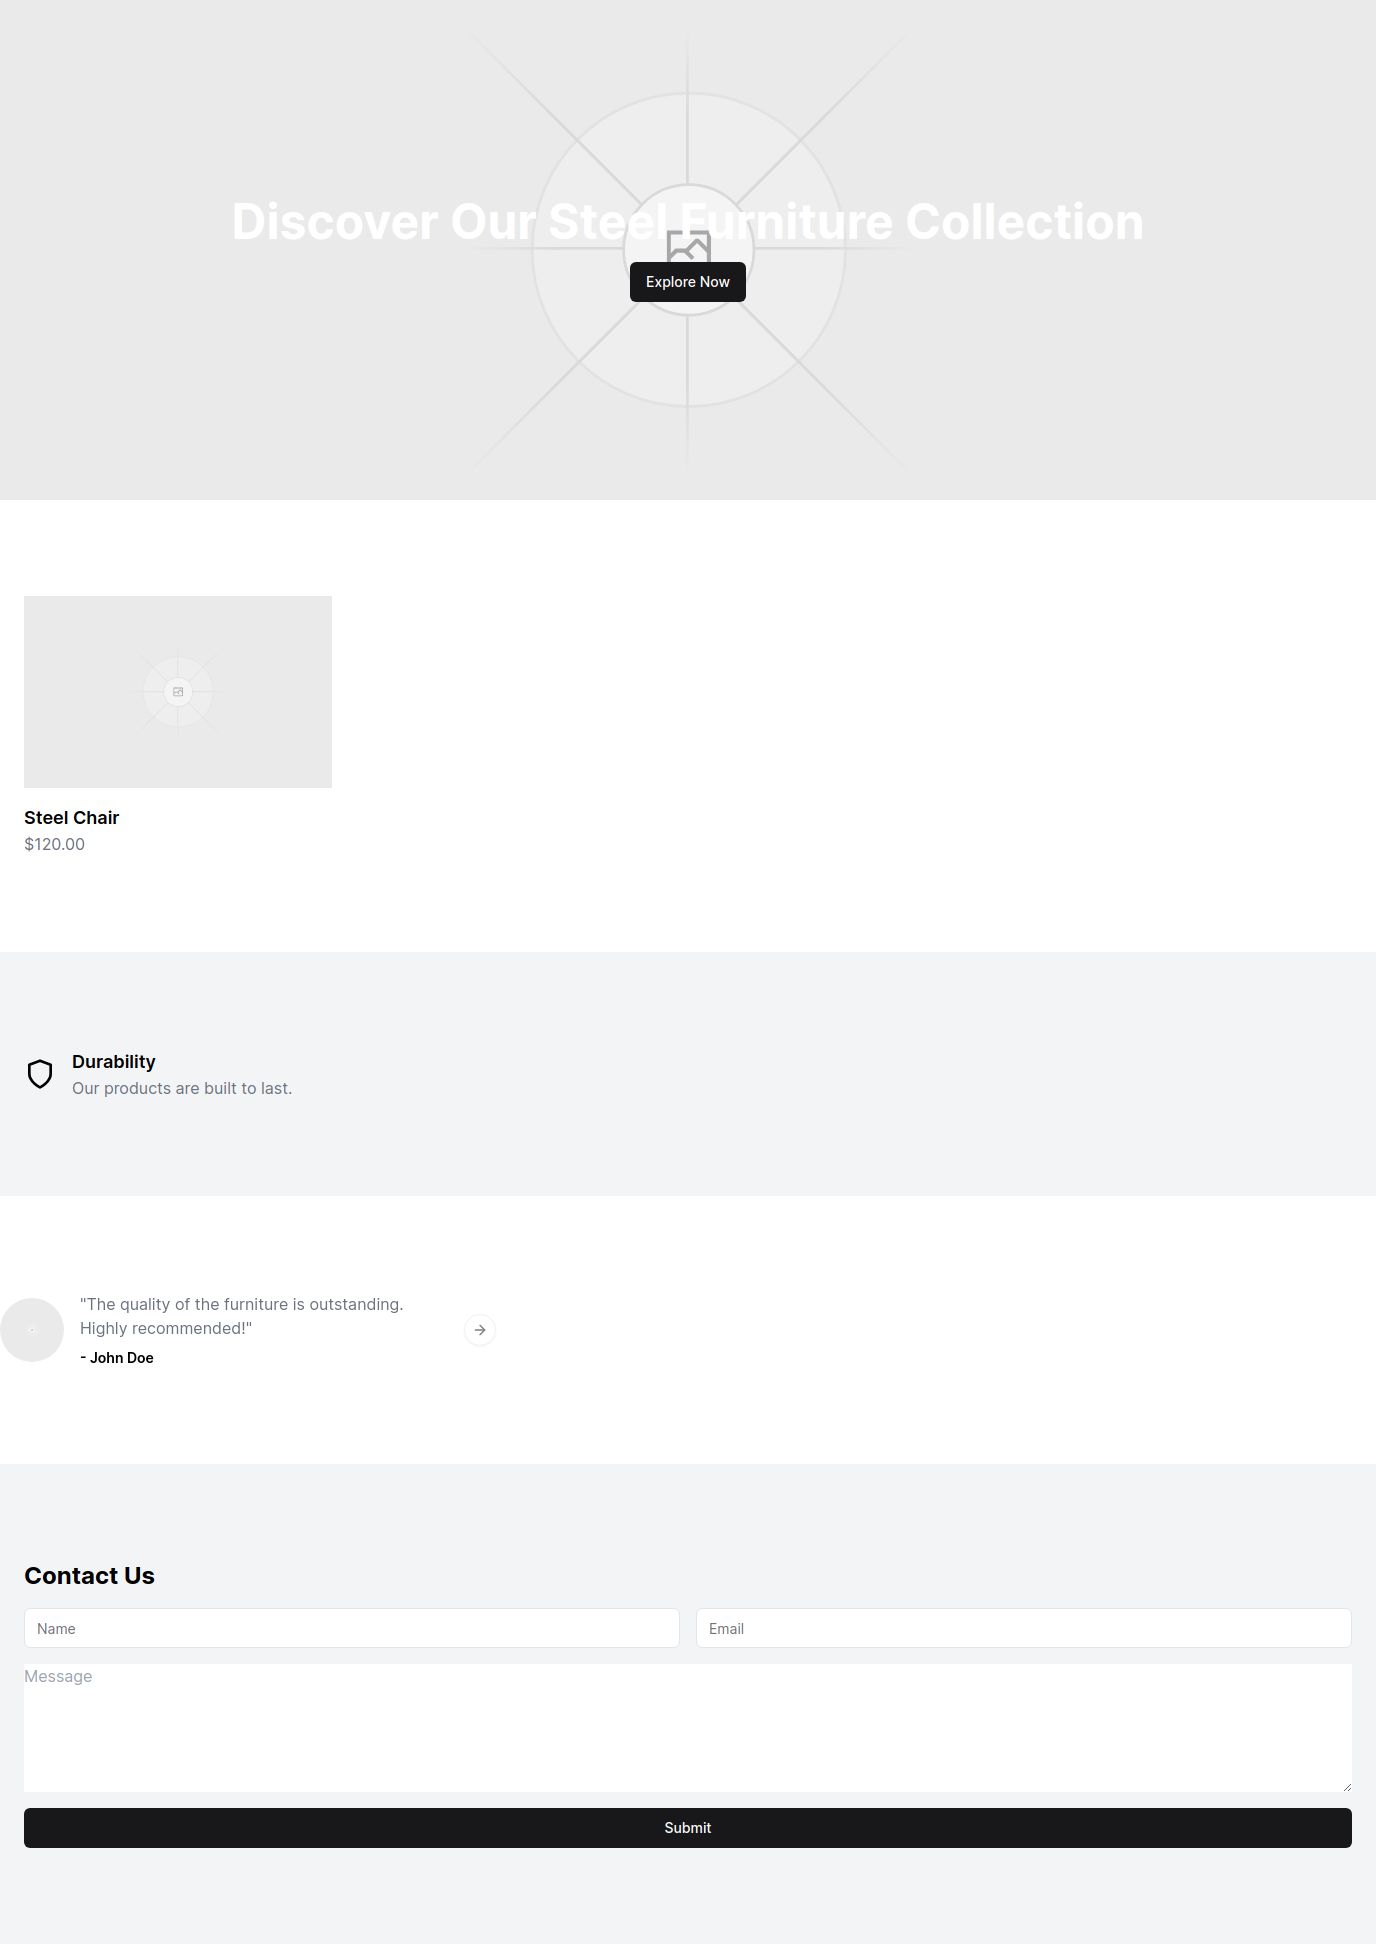 Discover Our Steel Furniture Collection
Explore Now
Steel Chair
$120.00
Durability
Our products are built to last.
"The quality of the furniture is outstanding.
Highly recommended!"
- John Doe
Contact Us
Name
Email
Message
Submit